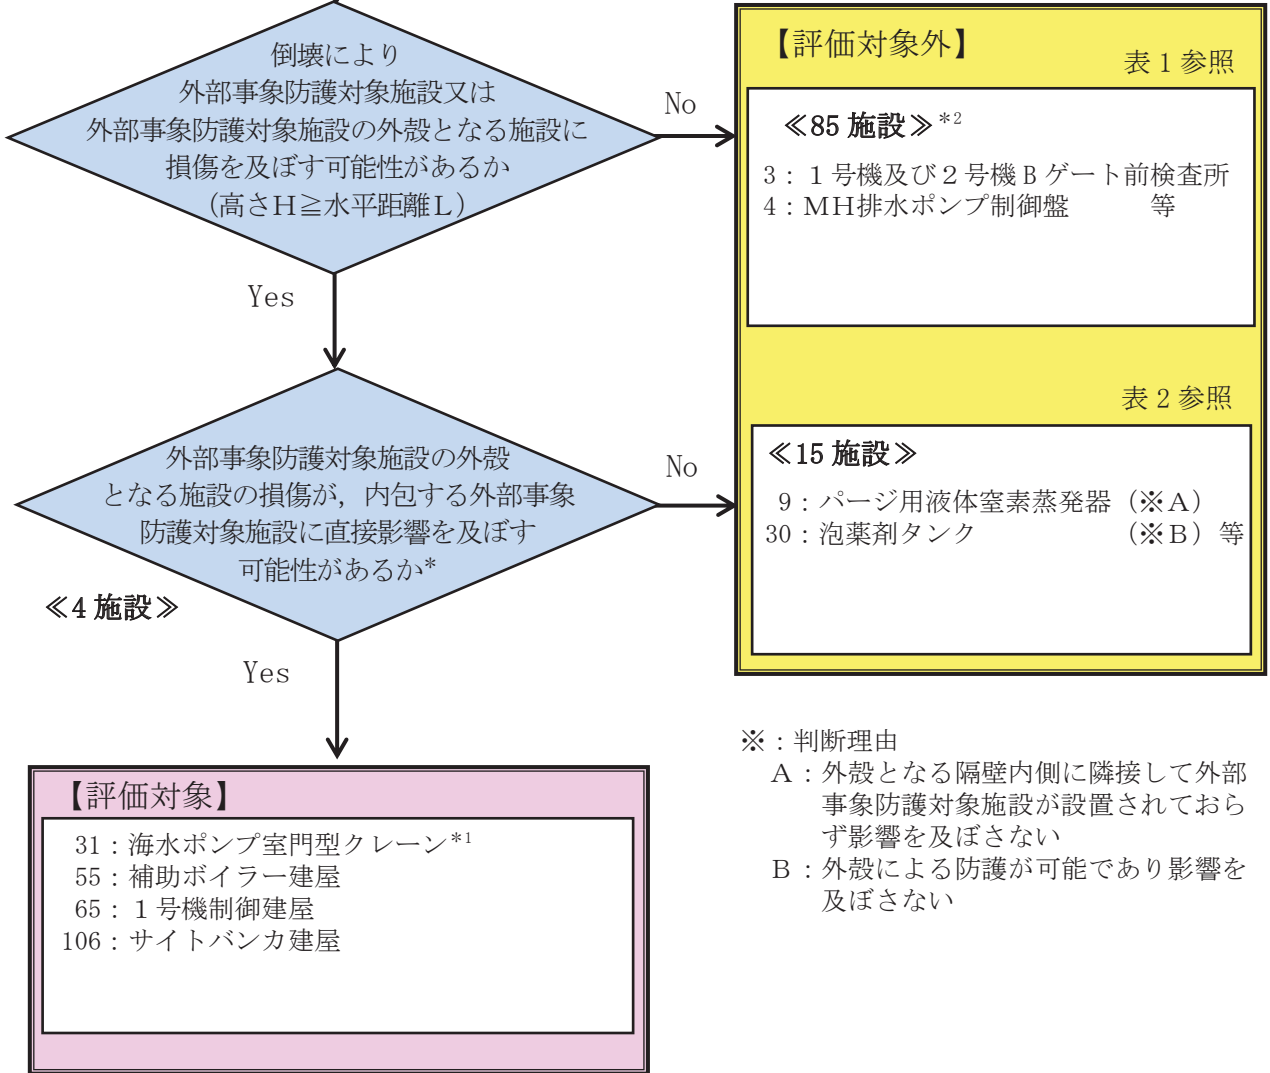 倒壊により
外部事象防護対象施設又は
外部事象防護対象施設の外殻となる施設に
損傷を及ぼす可能性があるか
（高さＨ≧水平距離Ｌ）
No
Yes
【評価対象外】
表 1 参照
≪85 施設≫*2
3：１号機及び２号機 B ゲート前検査所
4：ＭＨ排水ポンプ制御盤　　　等
外部事象防護対象施設の外殻
となる施設の損傷が，内包する外部事象
防護対象施設に直接影響を及ぼす
可能性があるか*
≪4 施設≫
No
Yes
表 2 参照
≪15 施設≫
9：パージ用液体窒素蒸発器（※Ａ）
30：泡薬剤タンク　　　　　　（※Ｂ）等
【評価対象】
31：海水ポンプ室門型クレーン*1
55：補助ボイラー建屋
65：１号機制御建屋
106：サイトバンカ建屋
※：判断理由
Ａ：外殻となる隔壁内側に隣接して外部
事象防護対象施設が設置されておら
ず影響を及ぼさない
Ｂ：外殻による防護が可能であり影響を
及ぼさない